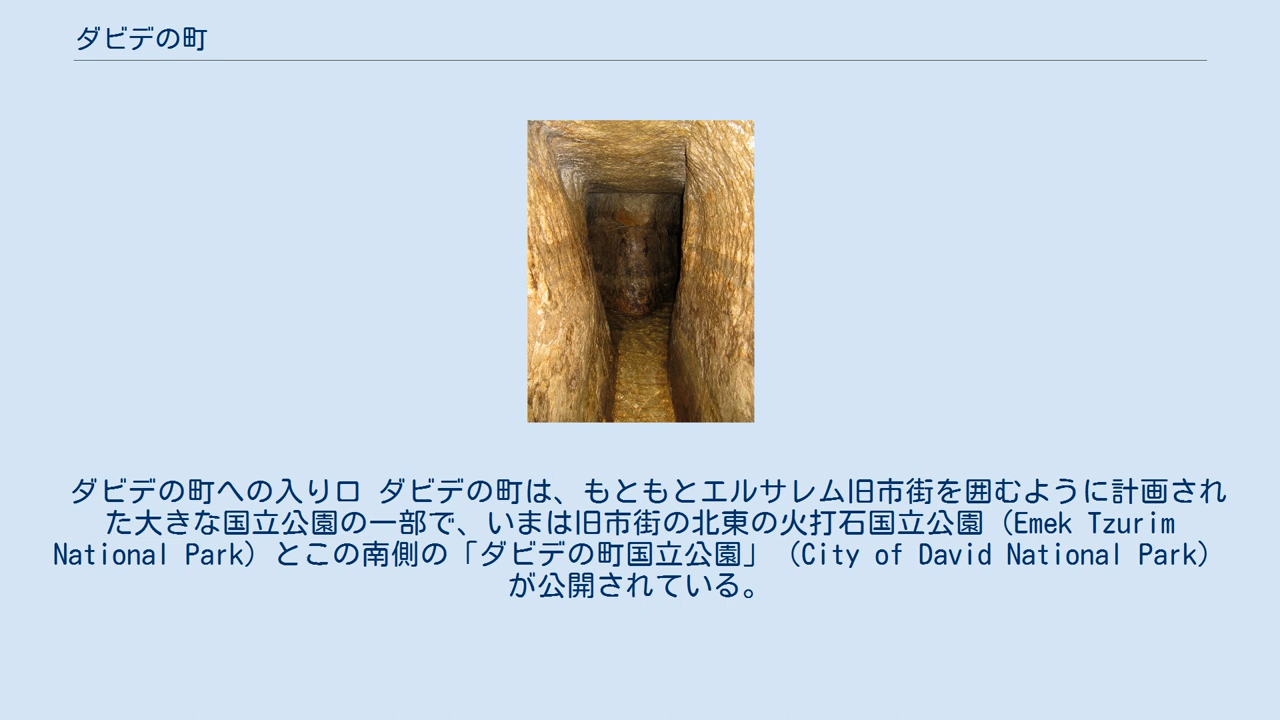 ダビデの町
ダビデの町への入り口 ダビデの町は、もともとエルサレム旧市街を囲むように計画され
た大きな国立公園の一部で、いまは旧市街の北東の火打石国立公園（Emek Tzurim
National Park）とこの南側の「ダビデの町国立公園」（City of David National Park）
が公開されている。